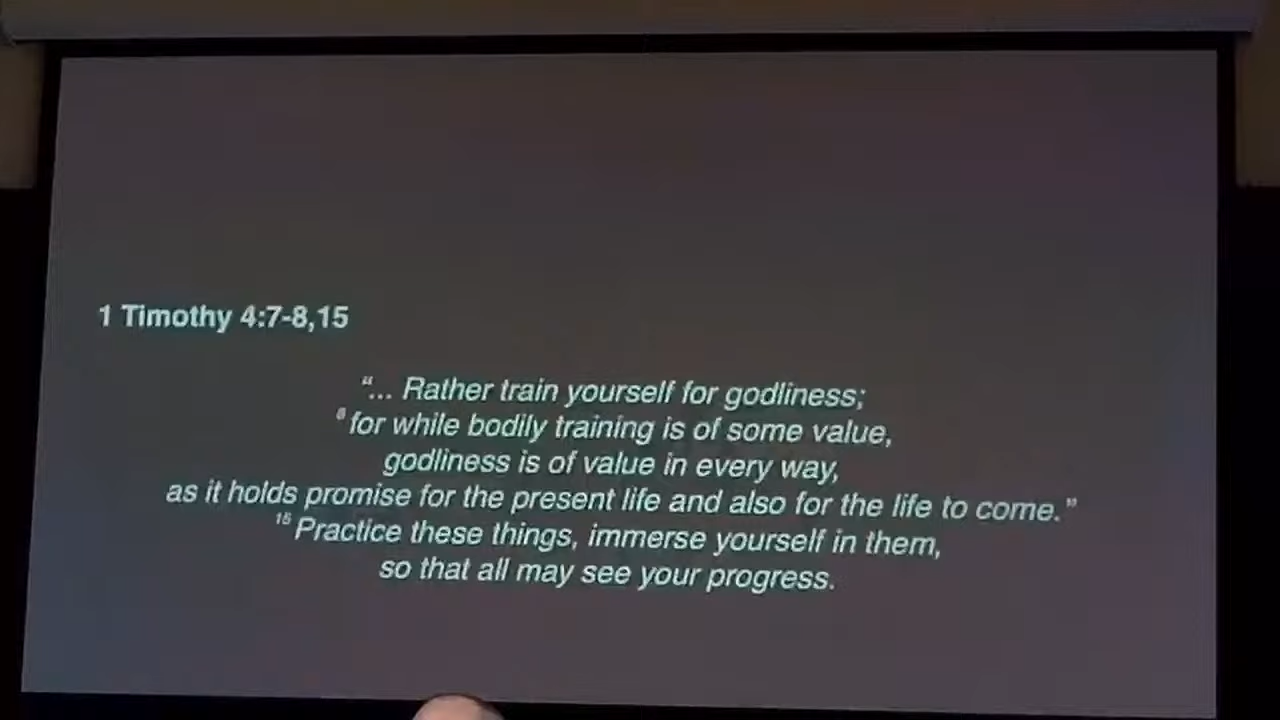 1 Timothy 4:7-8,15
“... Rather train yourself for godliness;
⁸ for while bodily training is of some value,
godliness is of value in every way,
as it holds promise for the present life and also for the life to come.”
¹⁵ Practice these things, immerse yourself in them,
so that all may see your progress.